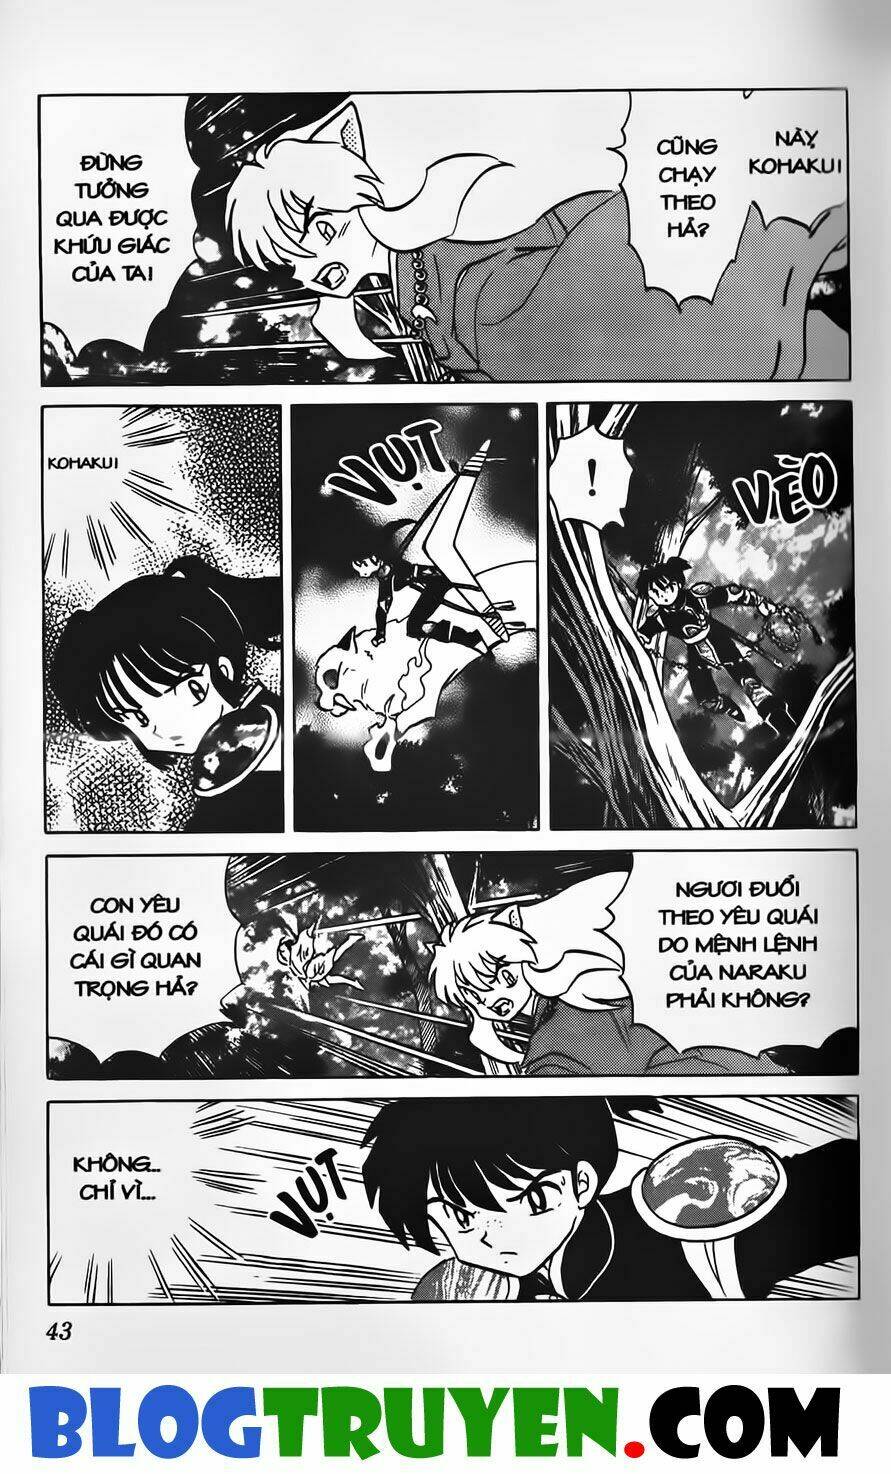 NÀY,
KOHAKU!
CŨNG
CHẠY
THEO
HẢ?
ĐỪNG
TƯỞNG
QUA ĐƯỢC
KHỨU GIÁC
CỦA TA!
!
VÈO
VỤT
KOHAKU!
NGƯƠI ĐUỔI
THEO YÊU QUÁI
DO MỆNH LỆNH
CỦA NARAKU
PHẢI KHÔNG?
CON YÊU
QUÁI ĐÓ CÓ
CÁI GÌ QUAN
TRỌNG HẢ?
VỤT
KHÔNG...
CHỈ VÌ...
43
BLOGTRUYEN.COM